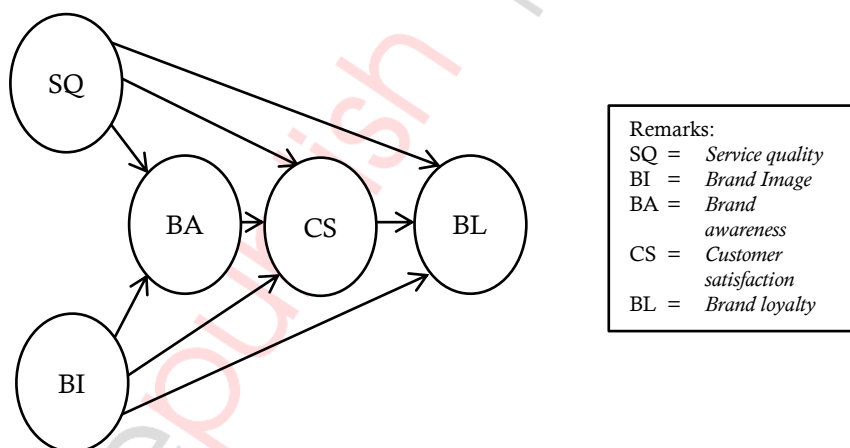 SQ
BA
CS
BL
BI
Remarks:
SQ = Service quality
BI = Brand Image
BA = Brand
awareness
CS = Customer
satisfaction
BL = Brand loyalty